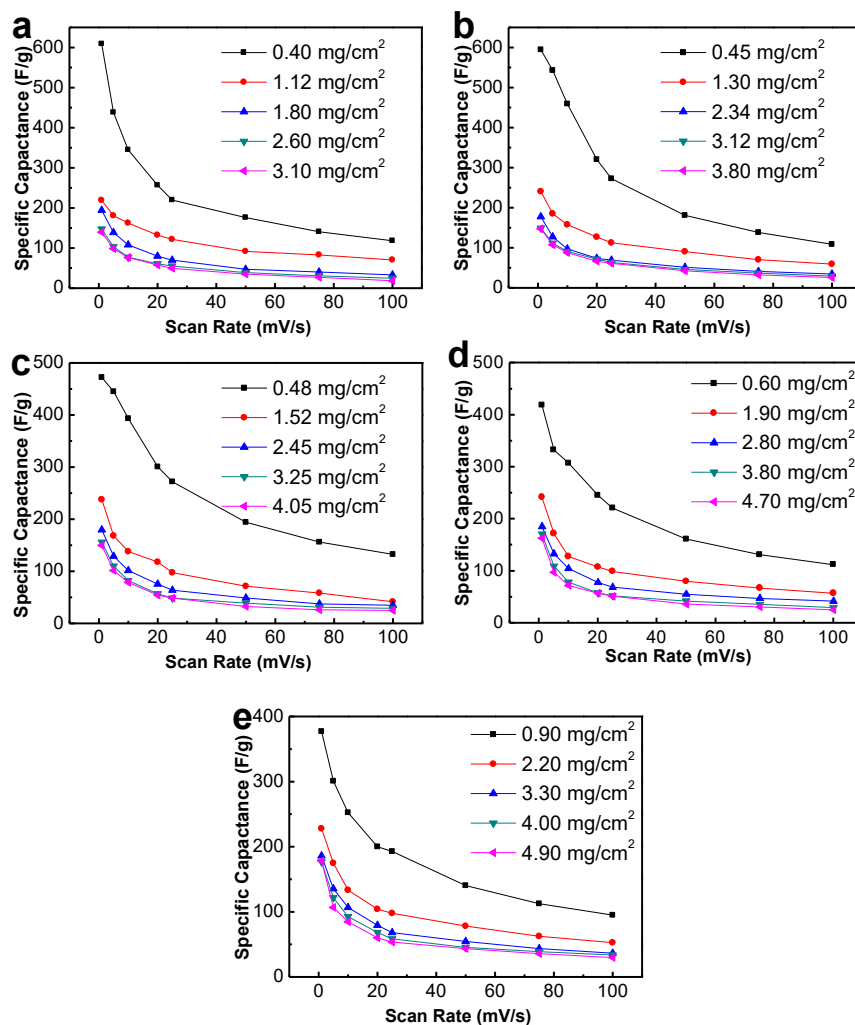 a
600
500
400
300
200
100
0
Specific Capactance (F/g)
0.40 mg/cm²
1.12 mg/cm²
1.80 mg/cm²
2.60 mg/cm²
3.10 mg/cm²
0 20 40 60 80 100
Scan Rate (mV/s)
b
600
500
400
300
200
100
0
Specific Capactance (F/g)
0.45 mg/cm²
1.30 mg/cm²
2.34 mg/cm²
3.12 mg/cm²
3.80 mg/cm²
0 20 40 60 80 100
Scan Rate (mV/s)
c
500
400
300
200
100
0
Specific Capactance (F/g)
0.48 mg/cm²
1.52 mg/cm²
2.45 mg/cm²
3.25 mg/cm²
4.05 mg/cm²
0 20 40 60 80 100
Scan Rate (mV/s)
d
500
400
300
200
100
0
Specific Capactance (F/g)
0.60 mg/cm²
1.90 mg/cm²
2.80 mg/cm²
3.80 mg/cm²
4.70 mg/cm²
0 20 40 60 80 100
Scan Rate (mV/s)
e
400
300
200
100
0
Specific Capactance (F/g)
0.90 mg/cm²
2.20 mg/cm²
3.30 mg/cm²
4.00 mg/cm²
4.90 mg/cm²
0 20 40 60 80 100
Scan Rate (mV/s)